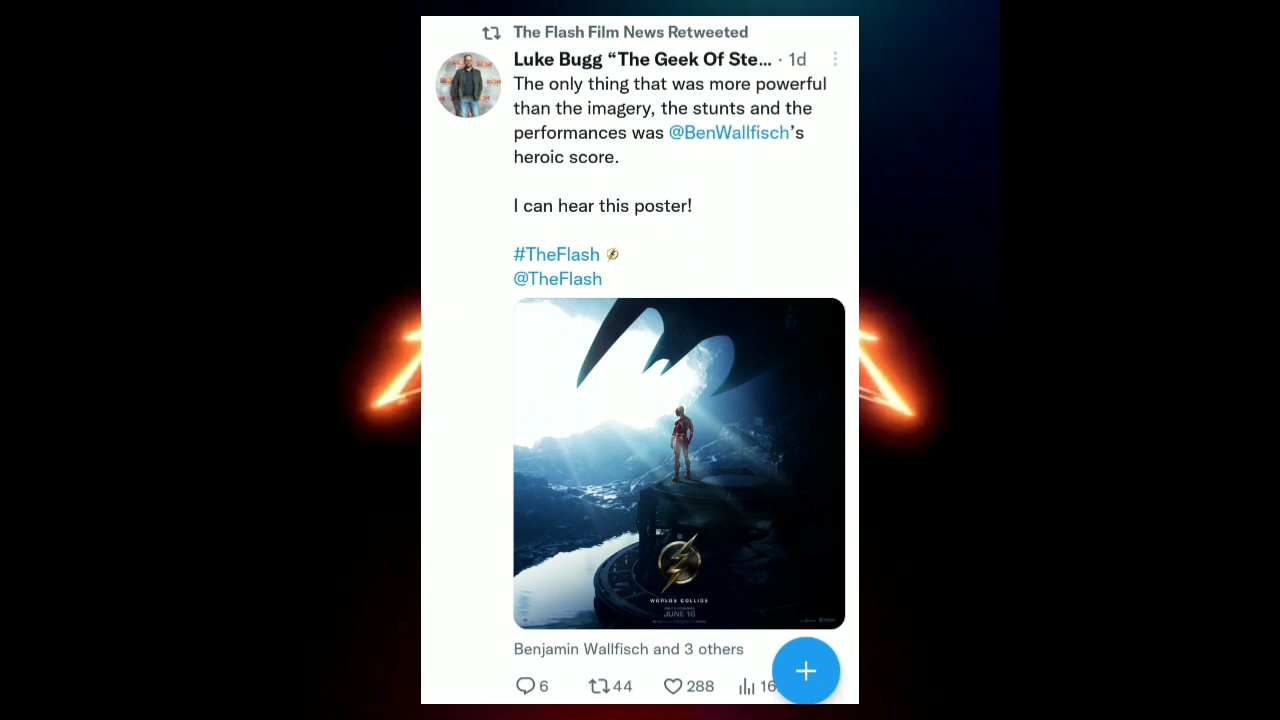 The Flash Film News Retweeted
Luke Bugg “The Geek Of Ste... · 1d
The only thing that was more powerful
than the imagery, the stunts and the
performances was @BenWallfisch’s
heroic score.
I can hear this poster!
#TheFlash
@TheFlash
WORLDS COLLIDE
JUNE 16
Benjamin Wallfisch and 3 others
6 44 288